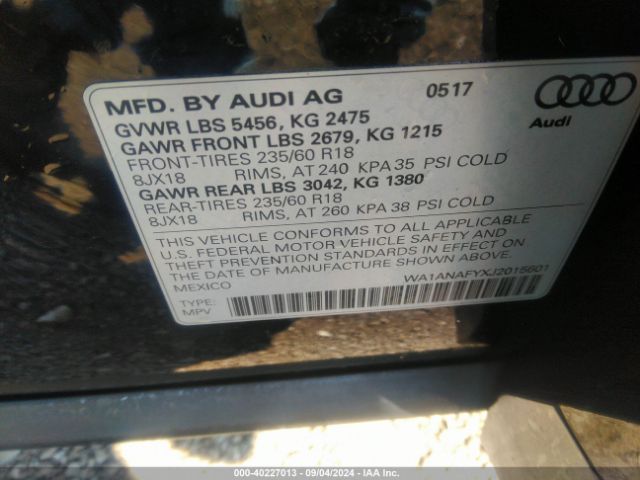 MFD. BY AUDI AG 0517
Audi
GVWR LBS 5456, KG 2475
GAWR FRONT LBS 2679, KG 1215
FRONT-TIRES 235/60 R18
8JX18 RIMS, AT 240 KPA 35 PSI COLD
GAWR REAR LBS 3042, KG 1380
REAR-TIRES 235/60 R18
8JX18 RIMS, AT 260 KPA 38 PSI COLD
THIS VEHICLE CONFORMS TO ALL APPLICABLE
U.S. FEDERAL MOTOR VEHICLE SAFETY AND
THEFT PREVENTION STANDARDS IN EFFECT ON
THE DATE OF MANUFACTURE SHOWN ABOVE.
MEXICO
WA1ANAFYXJ2015601
TYPE:
MPV
000-40227013 - 09/04/2024 - IAA Inc.